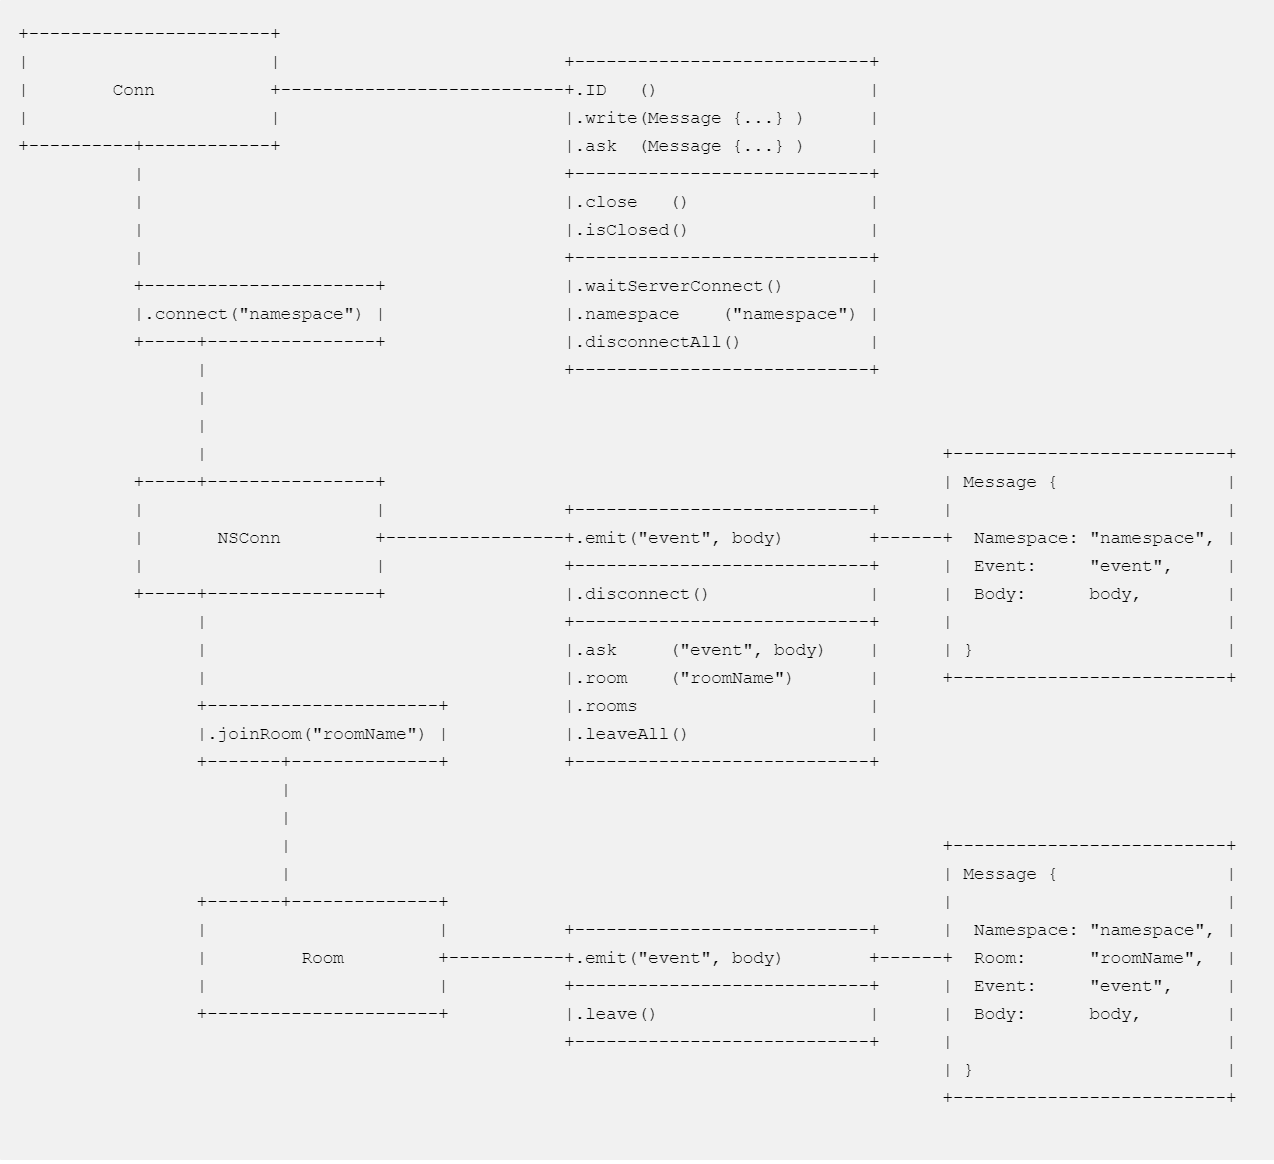 Conn
.ID   ()
.write(Message {...} )
.ask  (Message {...} )
.close   ()
.isClosed()
.connect("namespace")
.waitServerConnect()
.namespace    ("namespace")
.disconnectAll()
NSConn
.emit("event", body)
.disconnect()
.ask     ("event", body)
.room    ("roomName")
.rooms
.leaveAll()
Message {
Namespace: "namespace",
Event:     "event",
Body:      body,
}
.joinRoom("roomName")
Room
.emit("event", body)
.leave()
Message {
Namespace: "namespace",
Room:      "roomName",
Event:     "event",
Body:      body,
}